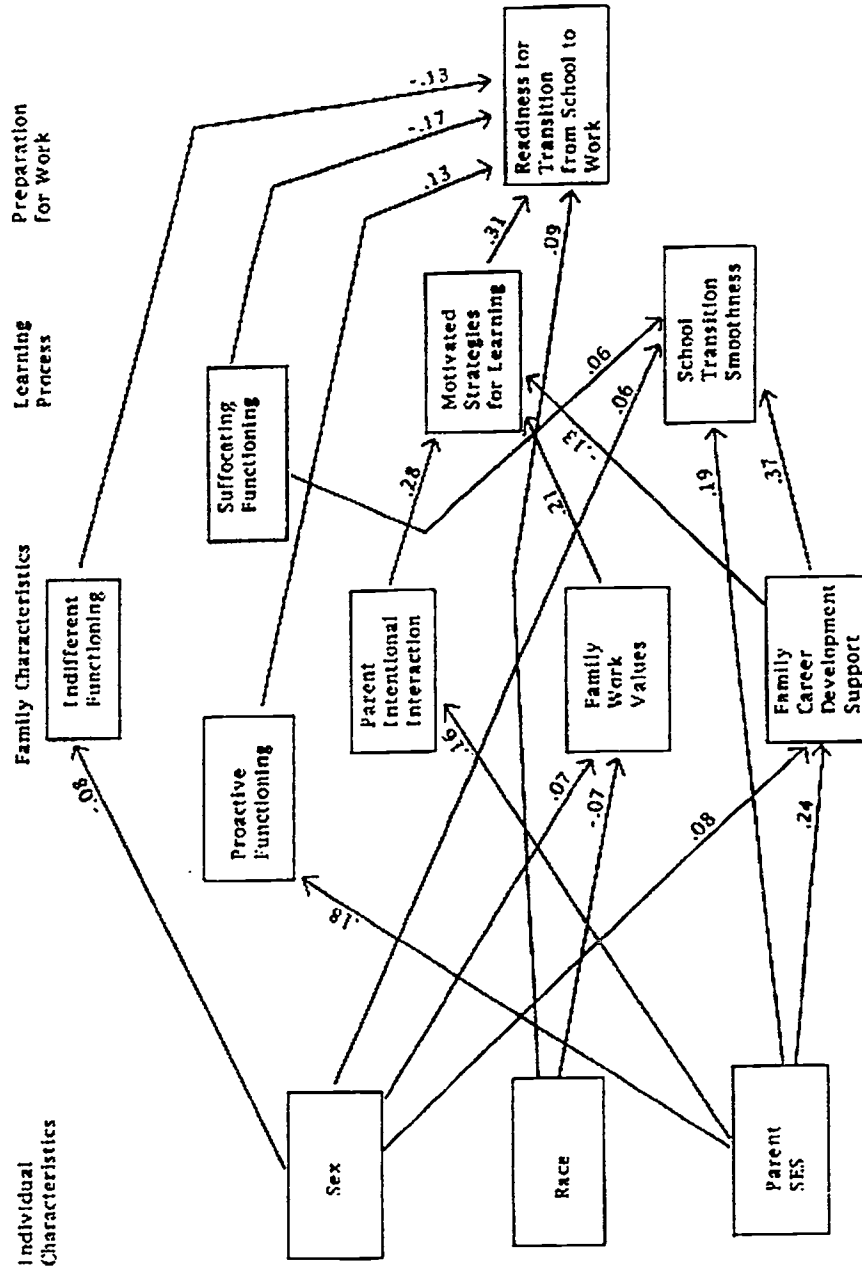 Individual
Characteristics
Family Characteristics
Learning
Process
Preparation
for Work
Sex
Race
Parent
SES
Indifferent
Functioning
Proactive
Functioning
Suffocating
Functioning
Parent
Intentional
Interaction
Family
Work
Values
Family
Career
Development
Support
Motivated
Strategies
for Learning
School
Transition
Smoothness
Readiness for
Transition
from School to
Work
-.08
.18
.16
.07
-.07
.08
.24
.28
.21
-.13
.19
.37
.06
.06
.31
.09
.13
-.17
-.13